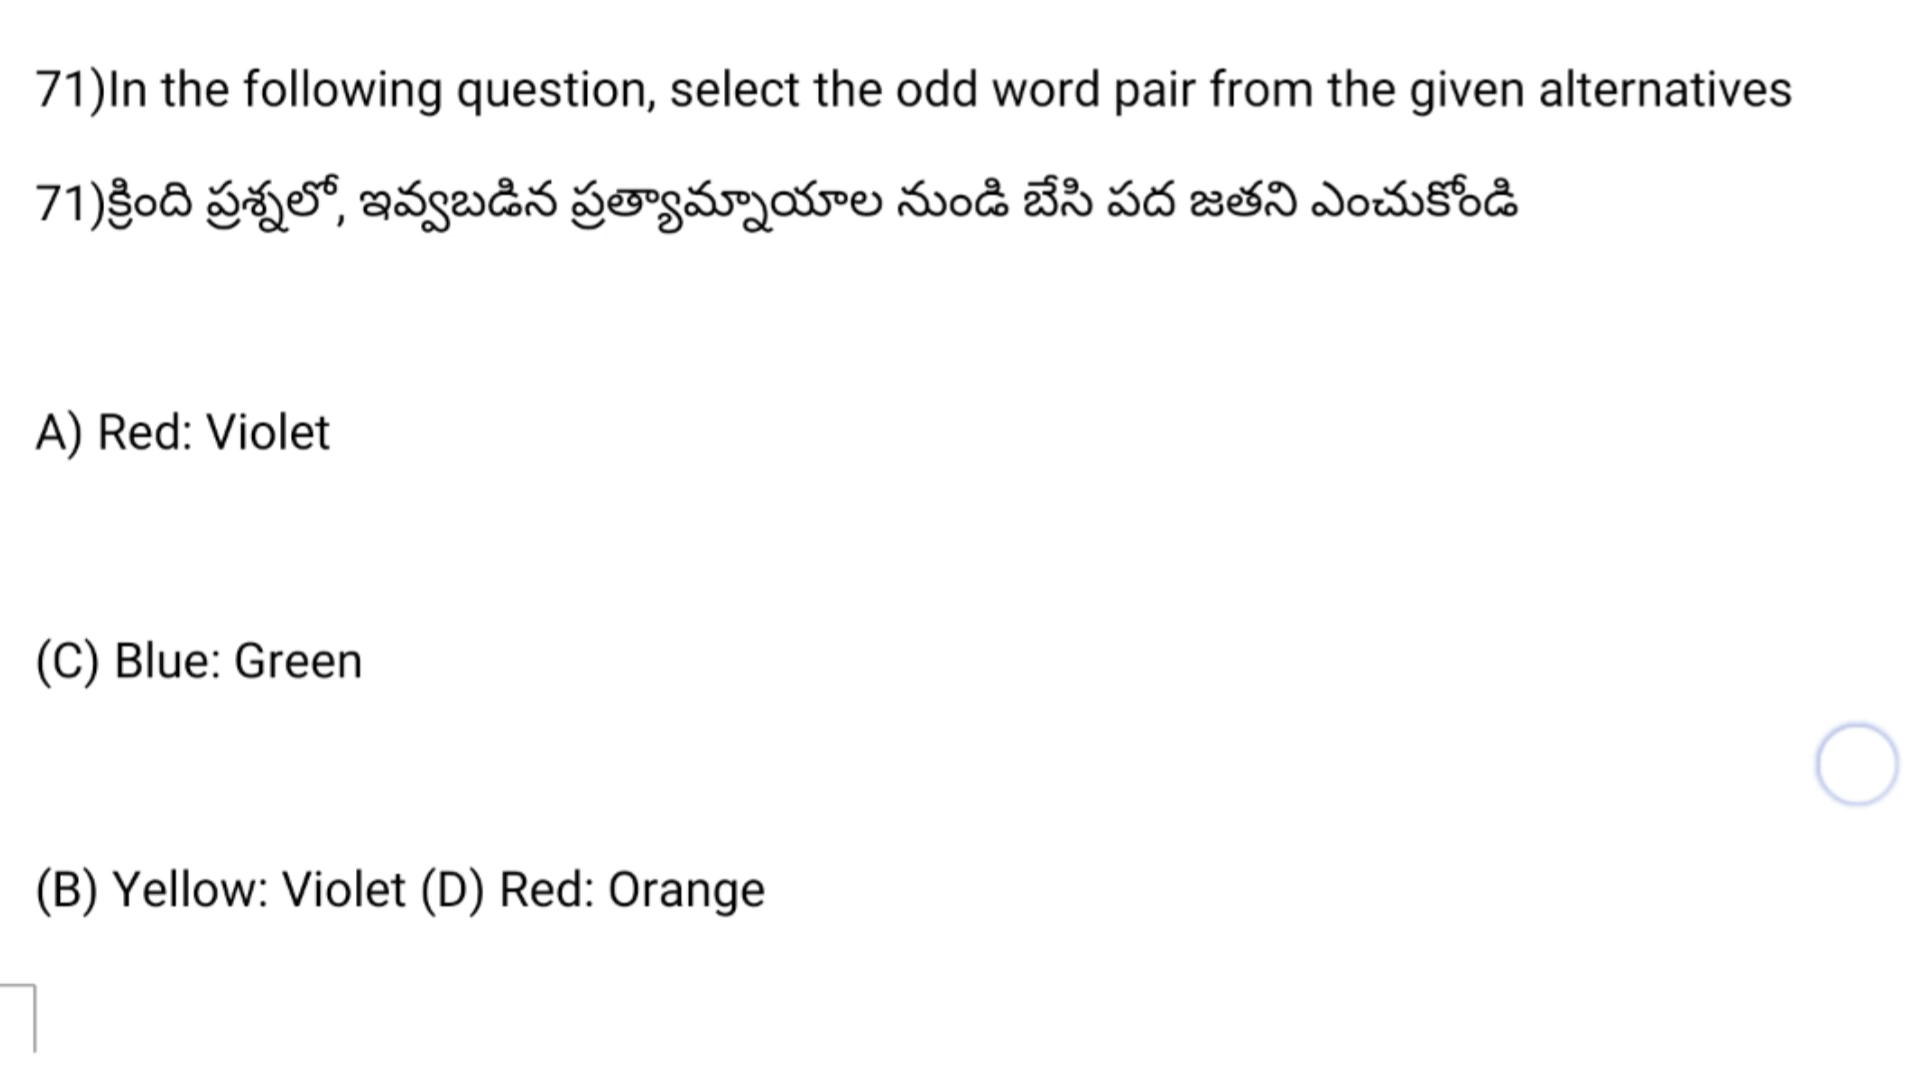 71)In the following question, select the odd word pair from the given alternatives
71)క్రింది ప్రశ్నలో, ఇవ్వబడిన ప్రత్యామ్నాయాల నుండి బేసి పద జతని ఎంచుకోండి
A) Red: Violet
(C) Blue: Green
(B) Yellow: Violet (D) Red: Orange